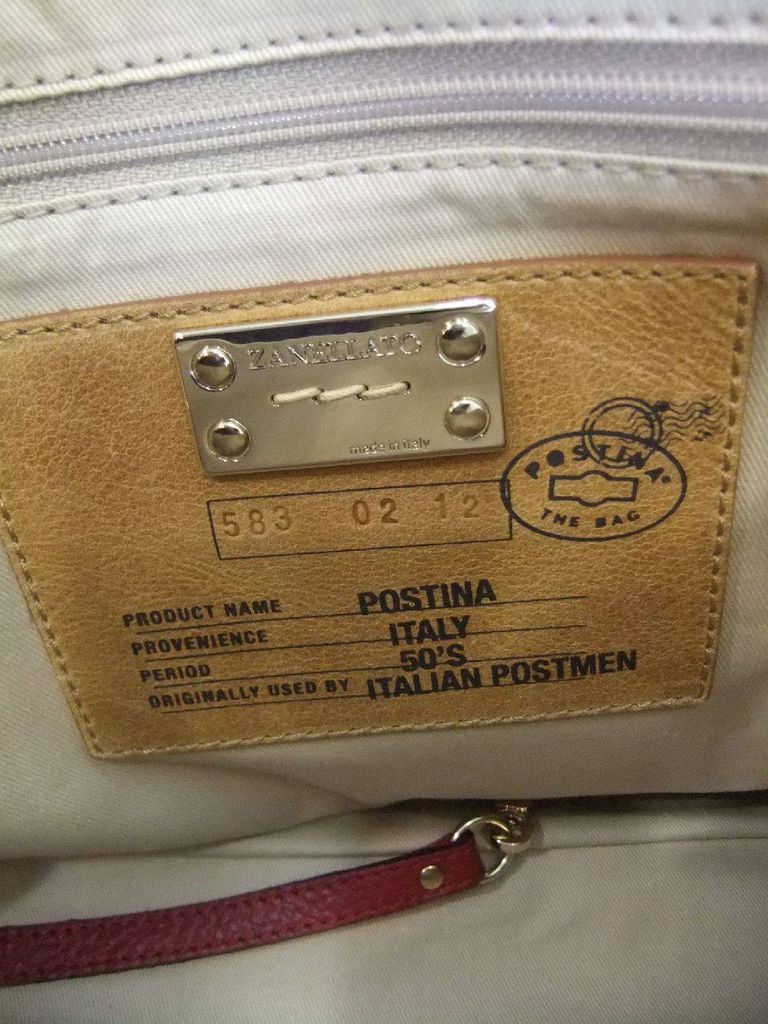 ZANELLATO
made in italy
583 02 12
POSTINA
THE BAG
PRODUCT NAME POSTINA
PROVENIENCE ITALY
PERIOD 50'S
ORIGINALLY USED BY ITALIAN POSTMEN